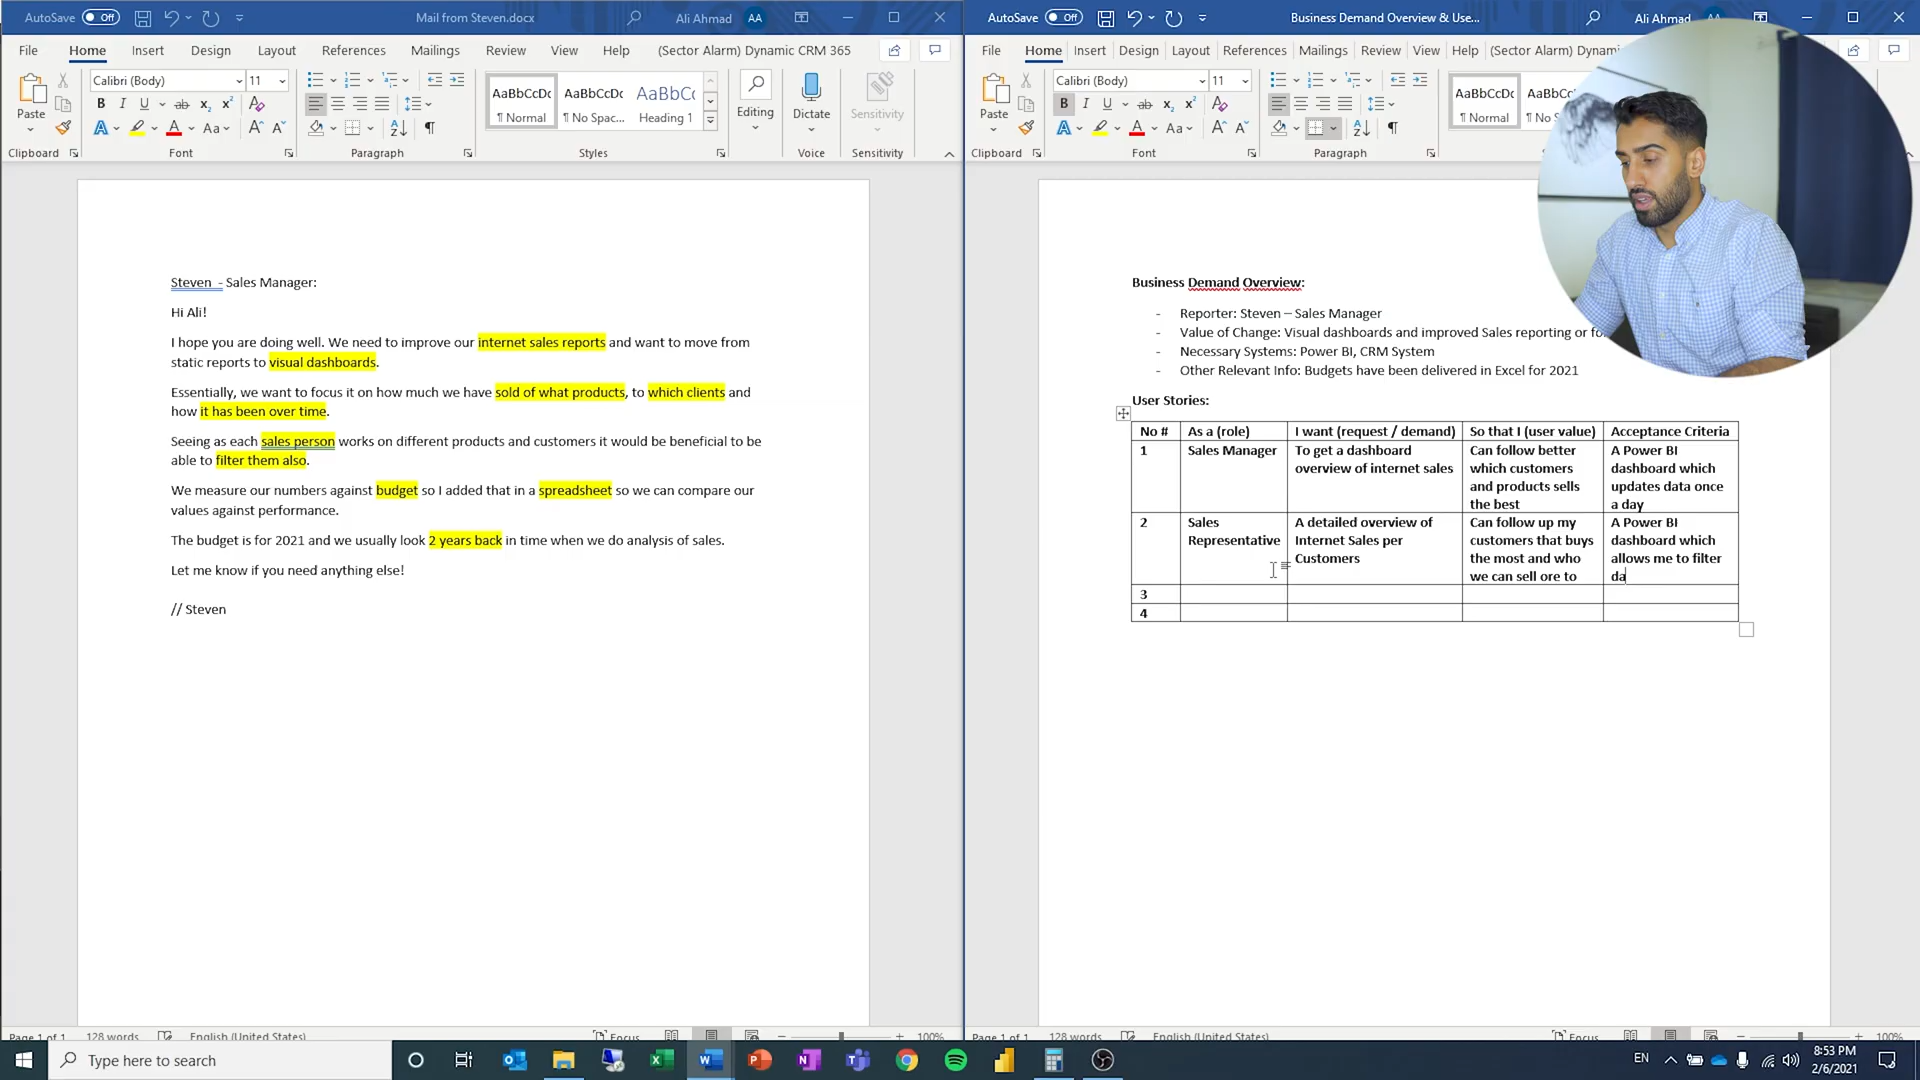 AutoSave Off Mail from Steven.docx Ali Ahmad AA
File Home Insert Design Layout References Mailings Review View Help (Sector Alarm) Dynamic CRM 365
Calibri (Body) 11
AaBbCcDc AaBbCcDc AaBbCc
¶ Normal ¶ No Spac... Heading 1
Paste Editing Dictate Sensitivity
Clipboard Font Paragraph Styles Voice Sensitivity
Steven - Sales Manager:
Hi Ali!
I hope you are doing well. We need to improve our internet sales reports and want to move from
static reports to visual dashboards.
Essentially, we want to focus it on how much we have sold of what products, to which clients and
how it has been over time.
Seeing as each sales person works on different products and customers it would be beneficial to be
able to filter them also.
We measure our numbers against budget so I added that in a spreadsheet so we can compare our
values against performance.
The budget is for 2021 and we usually look 2 years back in time when we do analysis of sales.
Let me know if you need anything else!
// Steven
Page 1 of 1 128 words English (United States) Focus 100%
AutoSave Off Business Demand Overview & Use... Ali Ahmad
File Home Insert Design Layout References Mailings Review View Help (Sector Alarm) Dynami
Calibri (Body) 11
AaBbCcDc AaBbC
¶ Normal ¶ No S
Paste
Clipboard Font Paragraph
Business Demand Overview:
- Reporter: Steven – Sales Manager
- Value of Change: Visual dashboards and improved Sales reporting or fo
- Necessary Systems: Power BI, CRM System
- Other Relevant Info: Budgets have been delivered in Excel for 2021
User Stories:
No # As a (role) I want (request / demand) So that I (user value) Acceptance Criteria
1 Sales Manager To get a dashboard Can follow better A Power BI
overview of internet sales which customers dashboard which
and products sells updates data once
the best a day
2 Sales A detailed overview of Can follow up my A Power BI
Representative Internet Sales per customers that buys dashboard which
Customers the most and who allows me to filter
we can sell ore to da
3
4
Page 1 of 1 128 words English (United States) Focus 100%
Type here to search EN 8:53 PM
2/6/2021